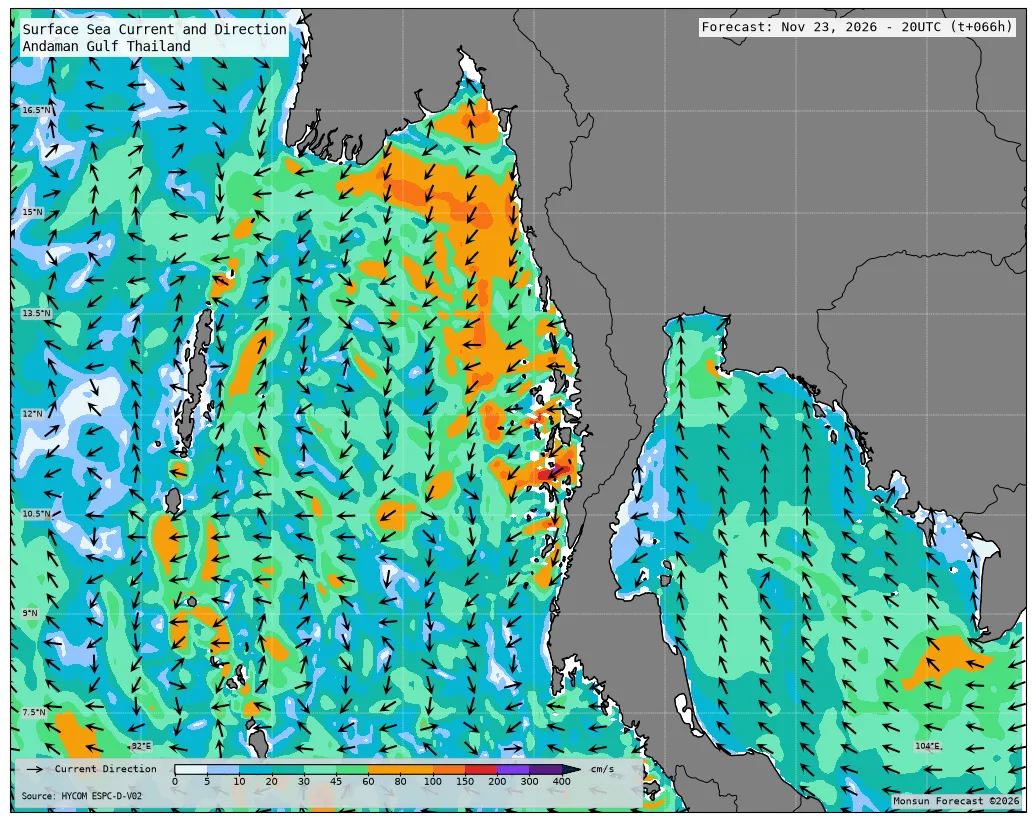 Surface Sea Current and Direction
Andaman Gulf Thailand
Forecast: Nov 23, 2026 - 20UTC (t+066h)
16.5°N
15°N
13.5°N
12°N
10.5°N
9°N
7.5°N
92°E
104°E
Current Direction
cm/s
0 5 10 20 30 45 60 80 100 150 200 300
Source: HYCOM ESPC-D-V02
Monsun Forecast ©2026